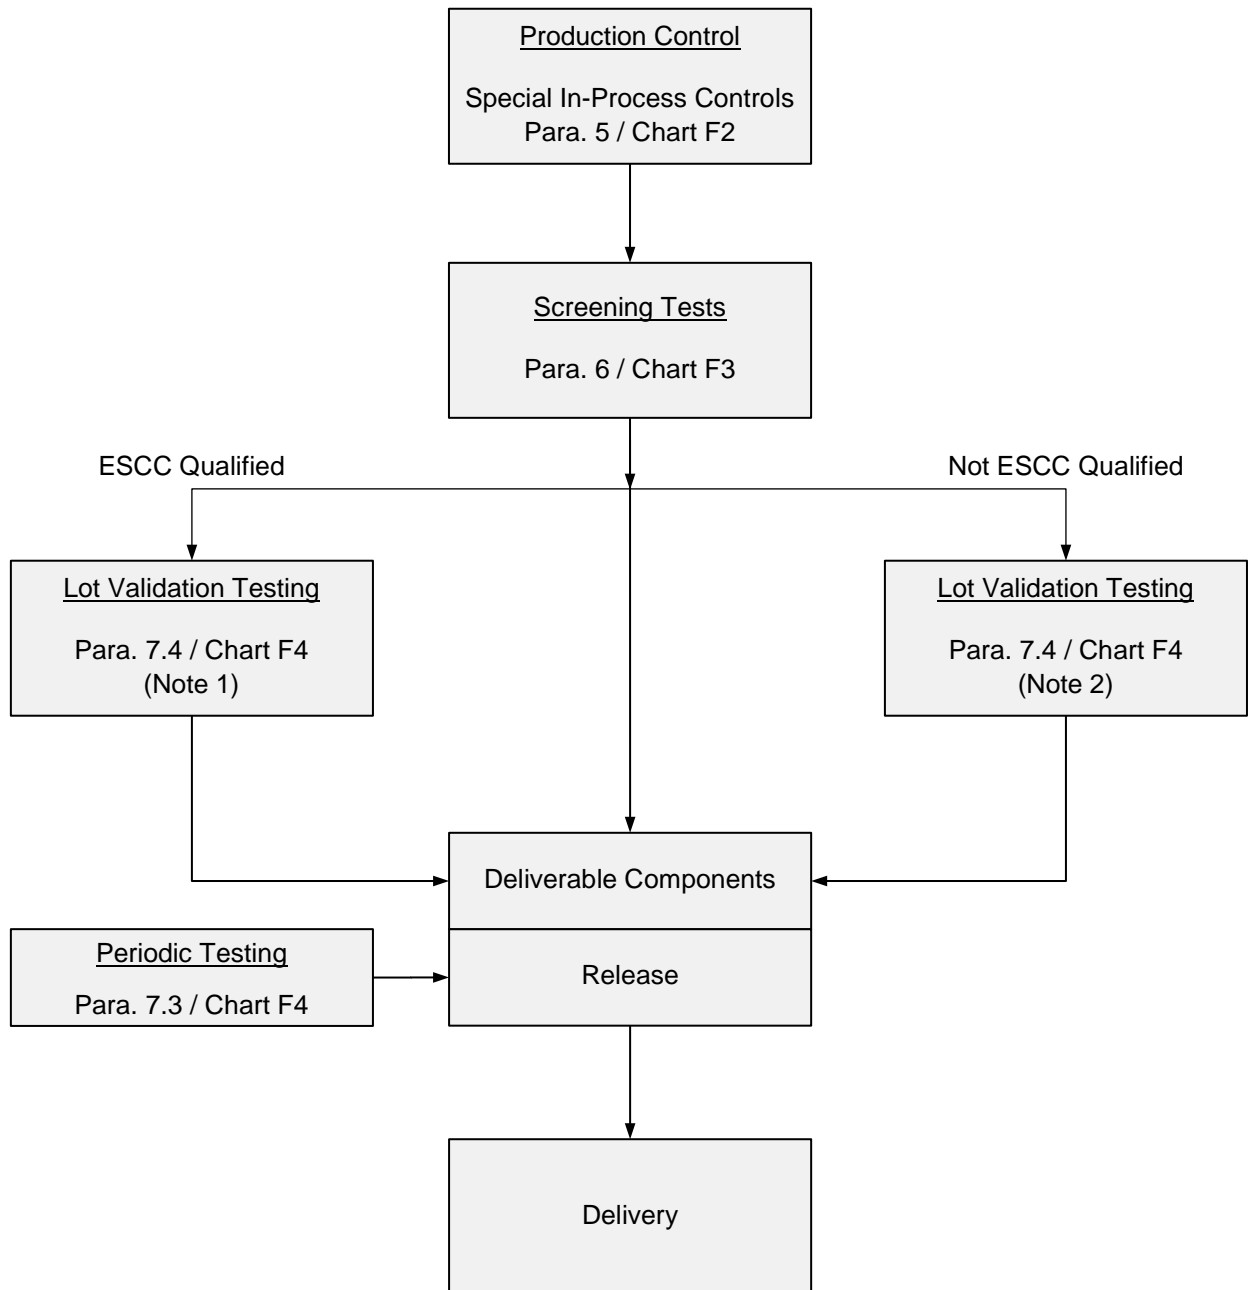 Production Control
Special In-Process Controls
Para. 5 / Chart F2
Screening Tests
Para. 6 / Chart F3
ESCC Qualified
Not ESCC Qualified
Lot Validation Testing
Para. 7.4 / Chart F4
(Note 1)
Lot Validation Testing
Para. 7.4 / Chart F4
(Note 2)
Deliverable Components
Periodic Testing
Para. 7.3 / Chart F4
Release
Delivery